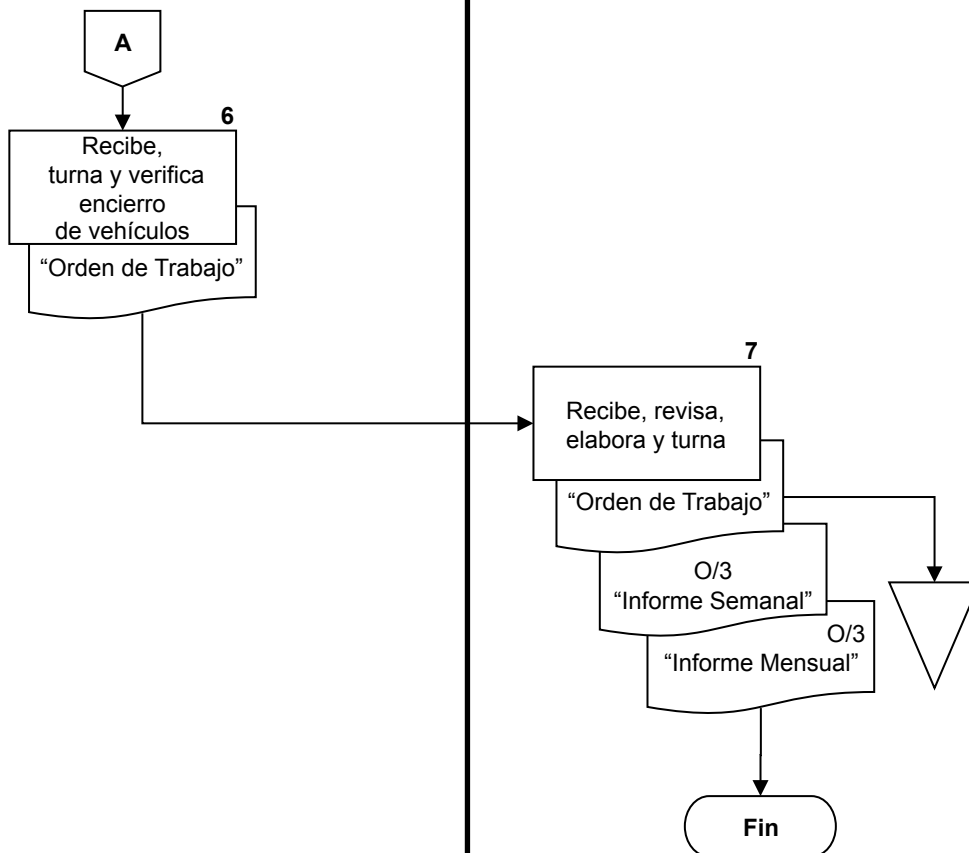 A
6
Recibe,
turna y verifica
encierro
de vehículos
“Orden de Trabajo”
7
Recibe, revisa,
elabora y turna
“Orden de Trabajo”
O/3
“Informe Semanal”
O/3
“Informe Mensual”
Fin